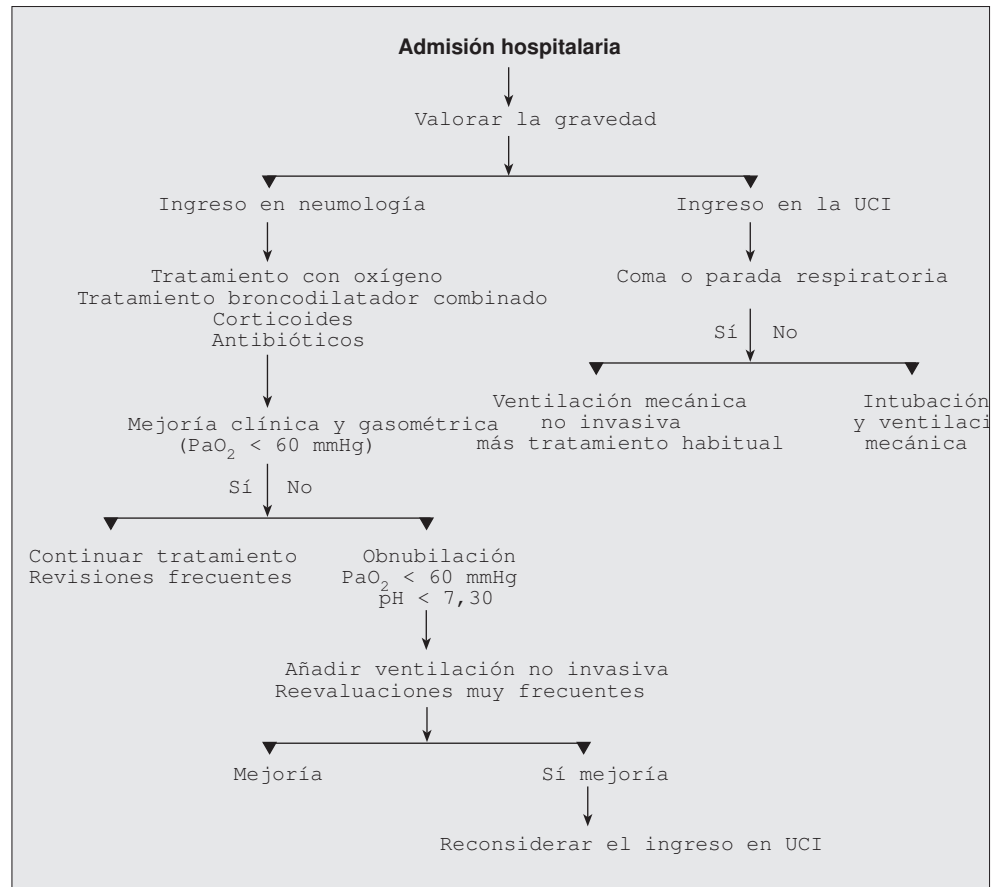 Admisión hospitalaria
Valorar la gravedad
Ingreso en neumología
Ingreso en la UCI
Tratamiento con oxígeno
Tratamiento broncodilatador combinado
Corticoides
Antibióticos
Coma o parada respiratoria
Sí No
Ventilación mecánica
no invasiva
más tratamiento habitual
Intubación
y ventilaci
mecánica
Mejoría clínica y gasométrica
(PaO2 < 60 mmHg)
Sí No
Continuar tratamiento
Revisiones frecuentes
Obnubilación
PaO2 < 60 mmHg
pH < 7,30
Añadir ventilación no invasiva
Reevaluaciones muy frecuentes
Mejoría
Sí mejoría
Reconsiderar el ingreso en UCI